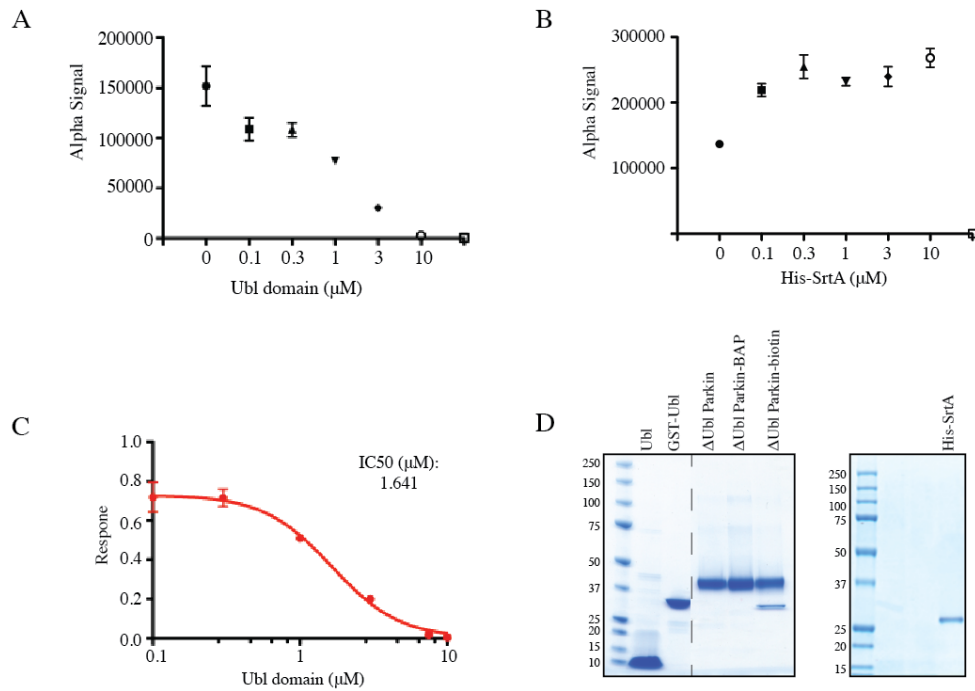 A
200000
150000
100000
50000
0
Alpha Signal
0 0.1 0.3 1 3 10
Ubl domain (μM)
B
300000
200000
100000
0
Alpha Signal
0 0.1 0.3 1 3 10
His-SrtA (μM)
C
1.0
0.8
0.6
0.4
0.2
0.0
Respone
IC50 (μM):
1.641
0.1 1 10
Ubl domain (μM)
D
Ubl
GST-Ubl
ΔUbl Parkin
ΔUbl Parkin-BAP
ΔUbl Parkin-biotin
250
150
100
75
50
37
25
20
15
10
His-SrtA
250
150
100
75
50
37
25
20
15